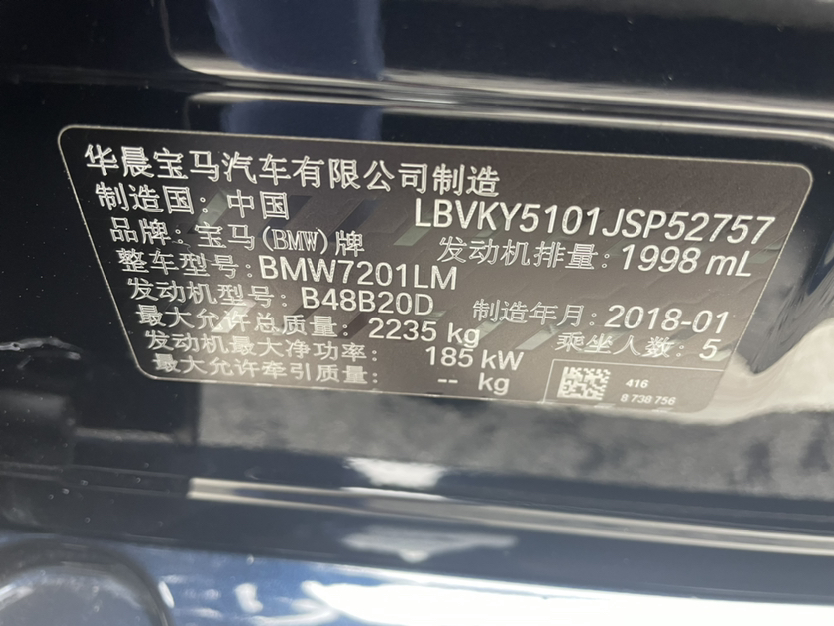 华晨宝马汽车有限公司制造
制造国：中国 LBVKY5101JSP52757
品牌：宝马(BMW)牌 发动机排量：1998 mL
整车型号：BMW7201LM
发动机型号：B48B20D 制造年月：2018-01
最大允许总质量：2235 kg 乘坐人数：5
发动机最大净功率：185 kW
最大允许牵引质量：-- kg
416
8 738 756